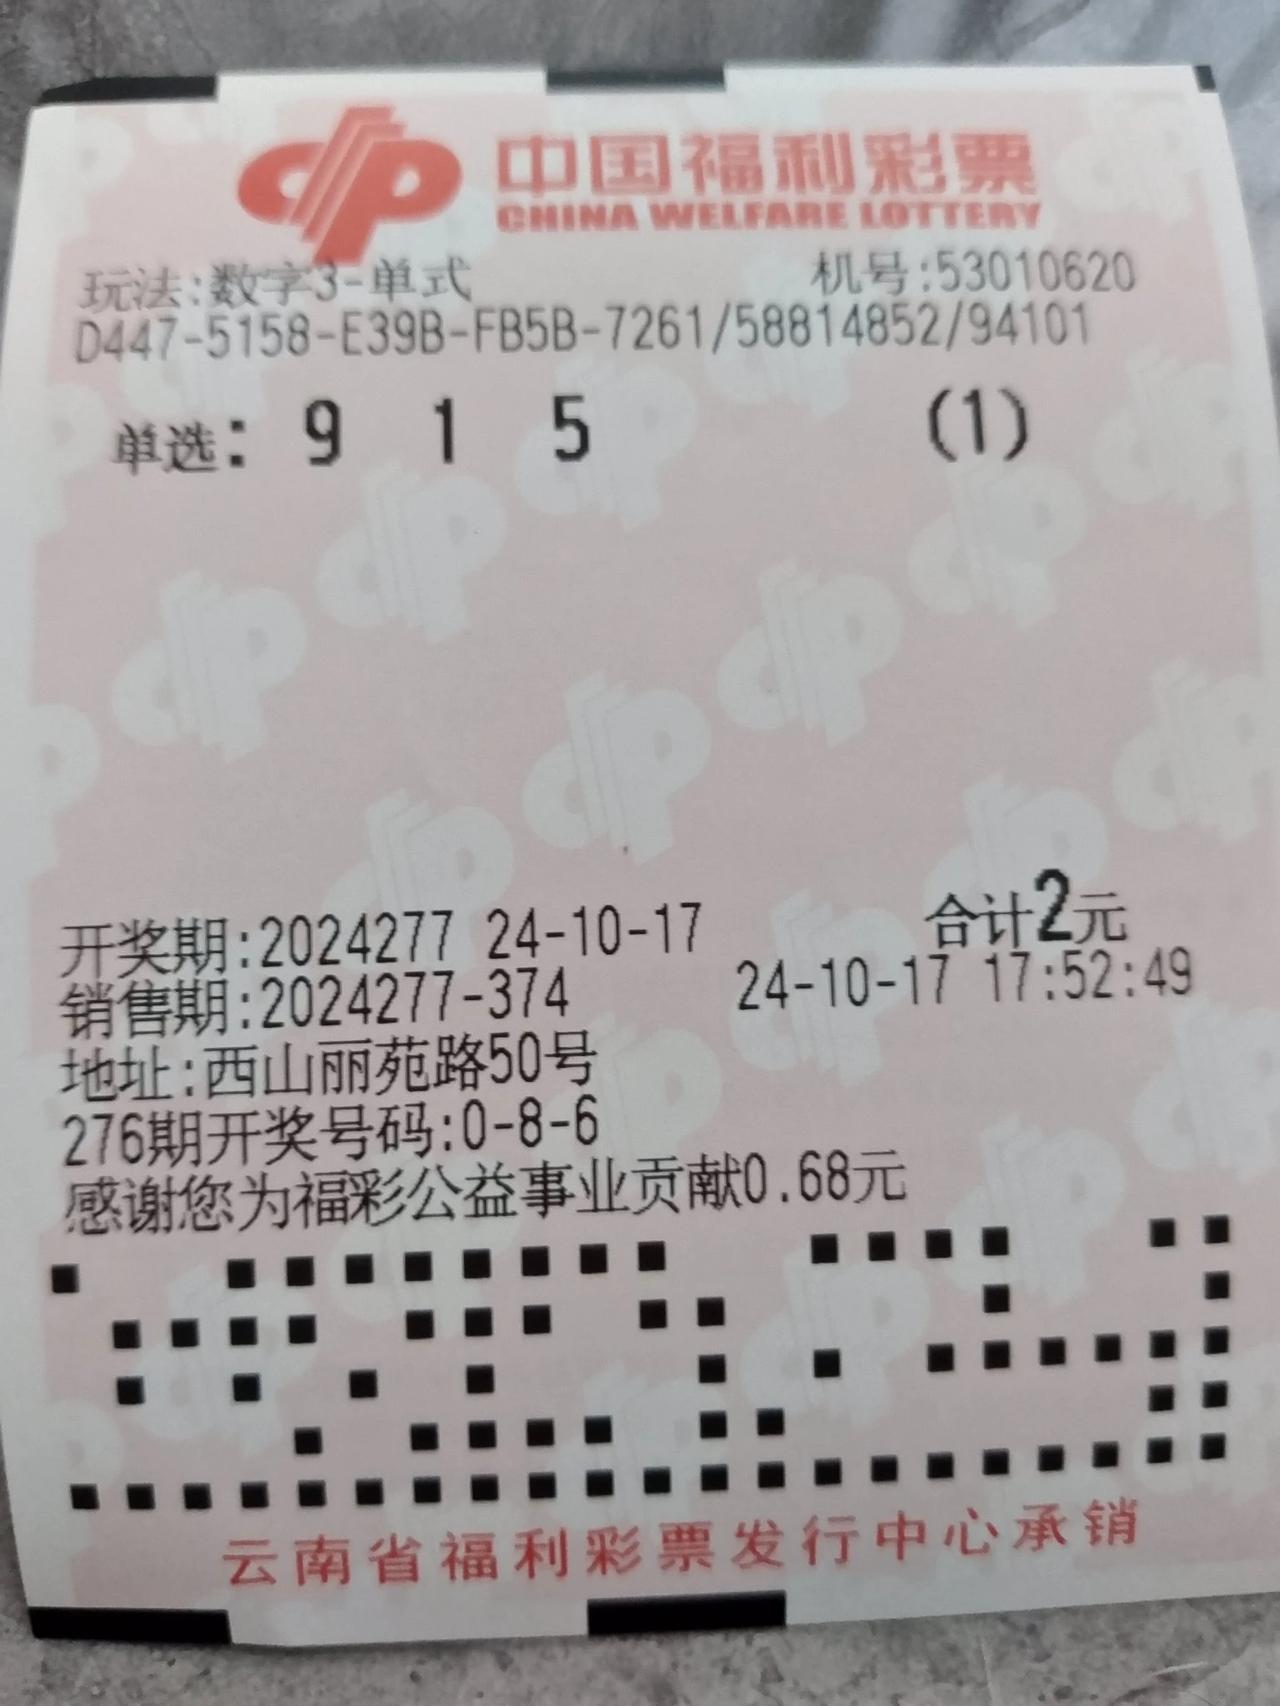 中国福利彩票
CHINA WELFARE LOTTERY
玩法:数字3-单式 机号:53010620
D447-5158-E39B-FB5B-7261/58814852/94101
单选: 9 1 5 (1)
开奖期:2024277 24-10-17 合计2元
销售期:2024277-374 24-10-17 17:52:49
地址:西山丽苑路50号
276期开奖号码:0-8-6
感谢您为福彩公益事业贡献0.68元
云南省福利彩票发行中心承销